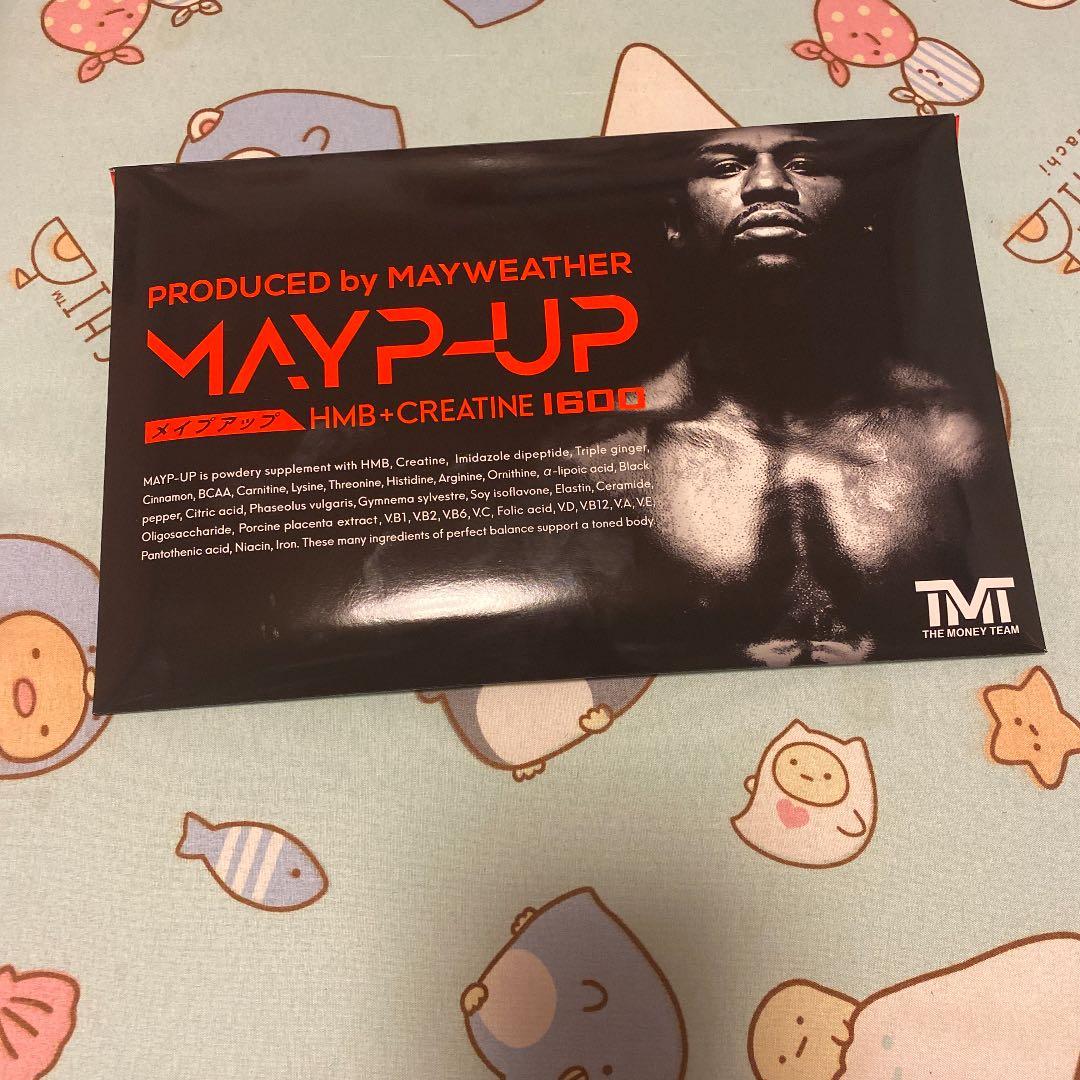 PRODUCED by MAYWEATHER
MAYP-UP
メイプアップ HMB+CREATINE 1600
MAYP-UP is powdery supplement with HMB, Creatine, Imidazole dipeptide, Triple ginger,
Cinnamon, BCAA, Carnitine, Lysine, Threonine, Histidine, Arginine, Ornithine, α-lipoic acid, Black
pepper, Citric acid, Phaseolus vulgaris, Gymnema sylvestre, Soy isoflavone, Elastin, Ceramide,
Oligosaccharide, Porcine placenta extract, V.B1, V.B2, V.B6, V.C, Folic acid, V.D, V.B12, V.A, V.E,
Pantothenic acid, Niacin, Iron. These many ingredients of perfect balance support a toned body.
TMT
THE MONEY TEAM